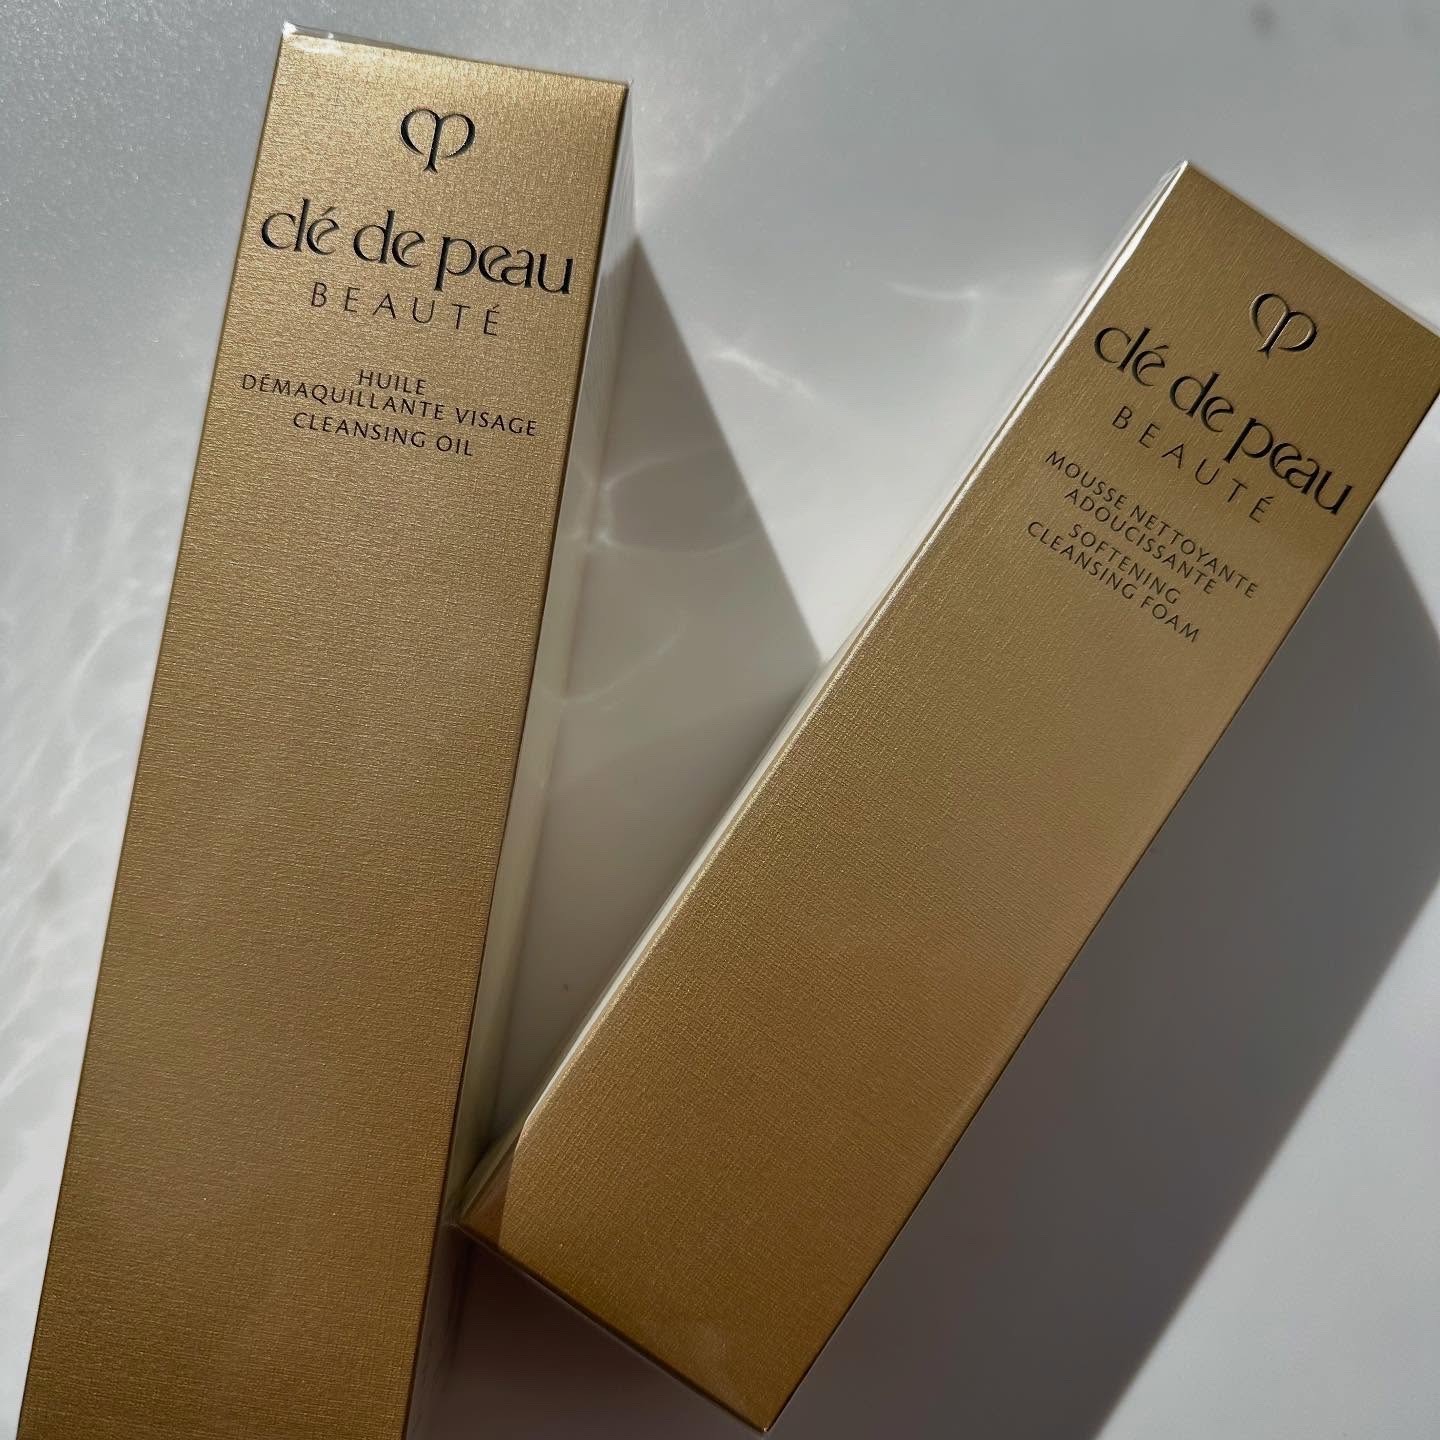 clé de peau
BEAUTÉ
HUILE
DÉMAQUILLANTE VISAGE
CLEANSING OIL
clé de peau
BEAUTÉ
MOUSSE NETTOYANTE
ADOUCISSANTE
SOFTENING
CLEANSING FOAM